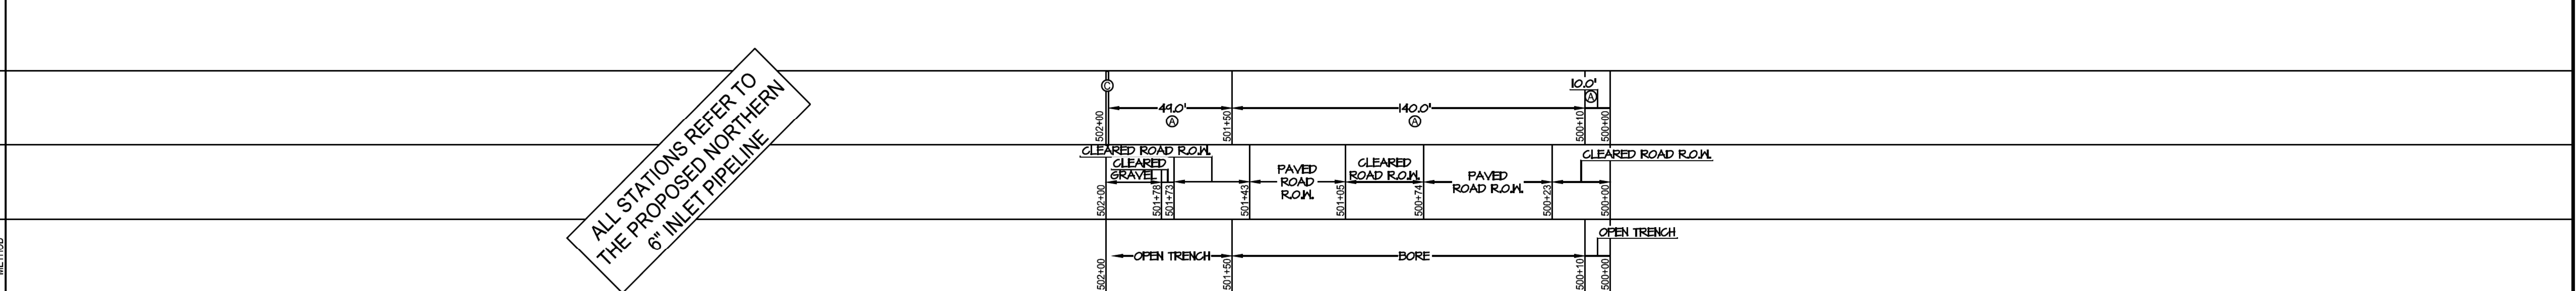 ALL STATIONS REFER TO
THE PROPOSED NORTHERN
6" INLET PIPELINE
C
502+00
49.0'
A
501+50
140.0'
A
500+10
10.0'
A
500+00
CLEARED ROAD R.O.W.
CLEARED
GRAVEL
502+00
501+78
501+73
501+43
PAVED
ROAD
R.O.W.
501+05
CLEARED
ROAD R.O.W.
500+74
PAVED
ROAD R.O.W.
500+23
CLEARED ROAD R.O.W.
500+00
METHOD
502+00
OPEN TRENCH
501+50
BORE
500+10
OPEN TRENCH
500+00